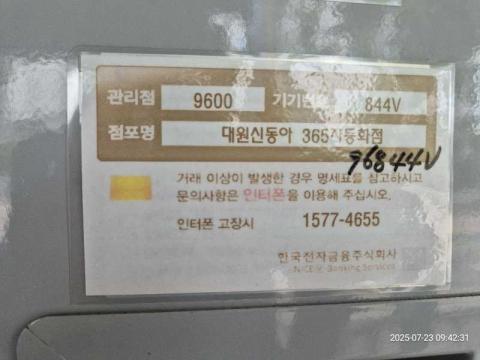 관리점 9600 기기번호 844V
점포명 대원신동아 365자동화점
96844V
거래 이상이 발생한 경우 명세표를 참고하시고
문의사항은 인터폰을 이용해 주십시오.
인터폰 고장시 1577-4655
한국전자금융주식회사
NICE Banking Services
2025-07-23 09:42:31